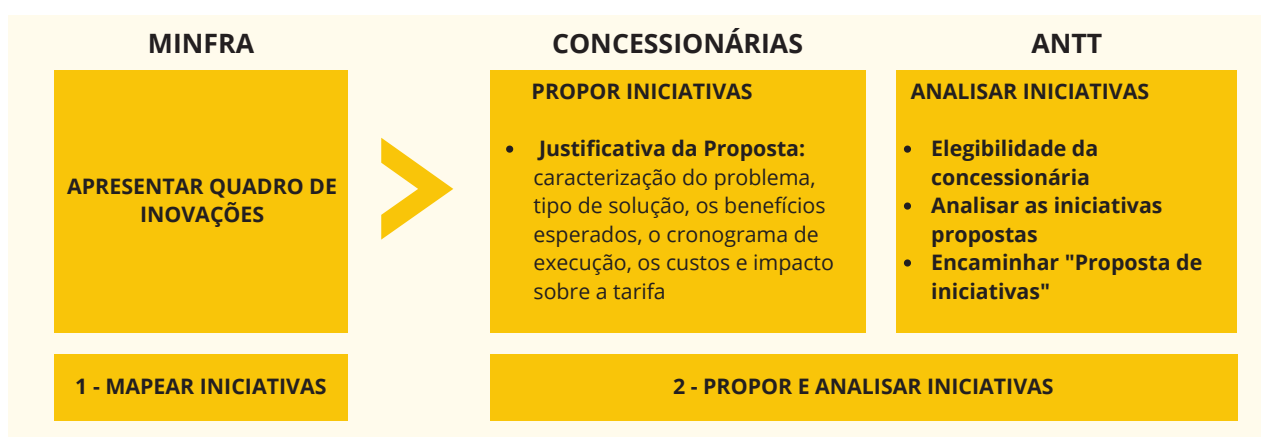 MINFRA
CONCESSIONÁRIAS
ANTT
APRESENTAR QUADRO DE
INOVAÇÕES
PROPOR INICIATIVAS
• Justificativa da Proposta:
caracterização do problema,
tipo de solução, os benefícios
esperados, o cronograma de
execução, os custos e impacto
sobre a tarifa
ANALISAR INICIATIVAS
• Elegibilidade da
concessionária
• Analisar as iniciativas
propostas
• Encaminhar "Proposta de
iniciativas"
1 - MAPEAR INICIATIVAS
2 - PROPOR E ANALISAR INICIATIVAS